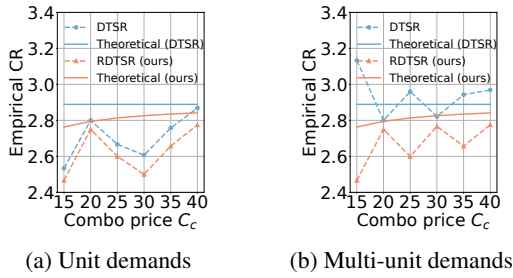 3.4
3.2
3.0
2.8
2.6
2.4
Empirical CR
DTSR
Theoretical (DTSR)
RDTSR (ours)
Theoretical (ours)
15 20 25 30 35 40
Combo price C_c
(a) Unit demands
3.4
3.2
3.0
2.8
2.6
2.4
Empirical CR
DTSR
Theoretical (DTSR)
RDTSR (ours)
Theoretical (ours)
15 20 25 30 35 40
Combo price C_c
(b) Multi-unit demands